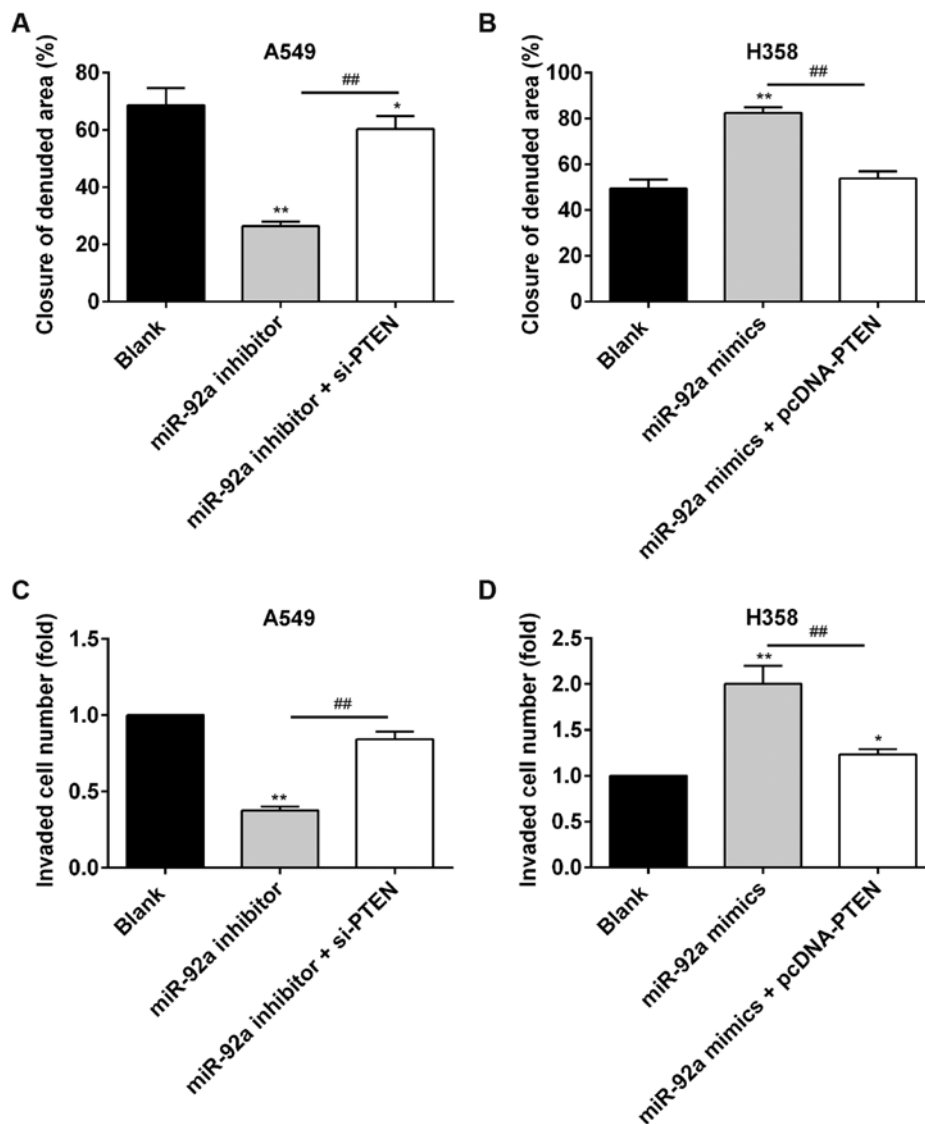 A
A549
Closure of denuded area (%)
80
60
40
20
0
##
**
*
Blank
miR-92a inhibitor
miR-92a inhibitor + si-PTEN
B
H358
Closure of denuded area (%)
100
80
60
40
20
0
##
**
Blank
miR-92a mimics
miR-92a mimics + pcDNA-PTEN
C
A549
Invaded cell number (fold)
1.5
1.0
0.5
0.0
##
**
Blank
miR-92a inhibitor
miR-92a inhibitor + si-PTEN
D
H358
Invaded cell number (fold)
2.5
2.0
1.5
1.0
0.5
0.0
##
**
*
Blank
miR-92a mimics
miR-92a mimics + pcDNA-PTEN